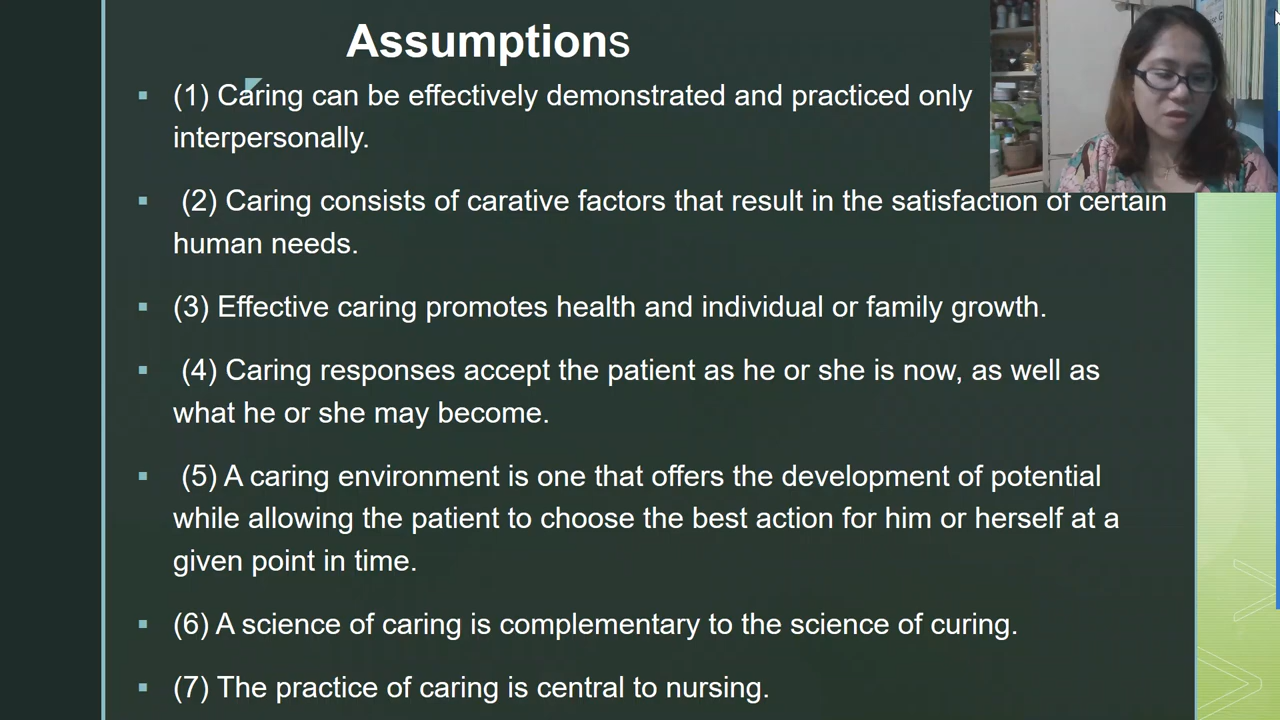 Assumptions
(1) Caring can be effectively demonstrated and practiced only
interpersonally.
(2) Caring consists of carative factors that result in the satisfaction of certain
human needs.
(3) Effective caring promotes health and individual or family growth.
(4) Caring responses accept the patient as he or she is now, as well as
what he or she may become.
(5) A caring environment is one that offers the development of potential
while allowing the patient to choose the best action for him or herself at a
given point in time.
(6) A science of caring is complementary to the science of curing.
(7) The practice of caring is central to nursing.